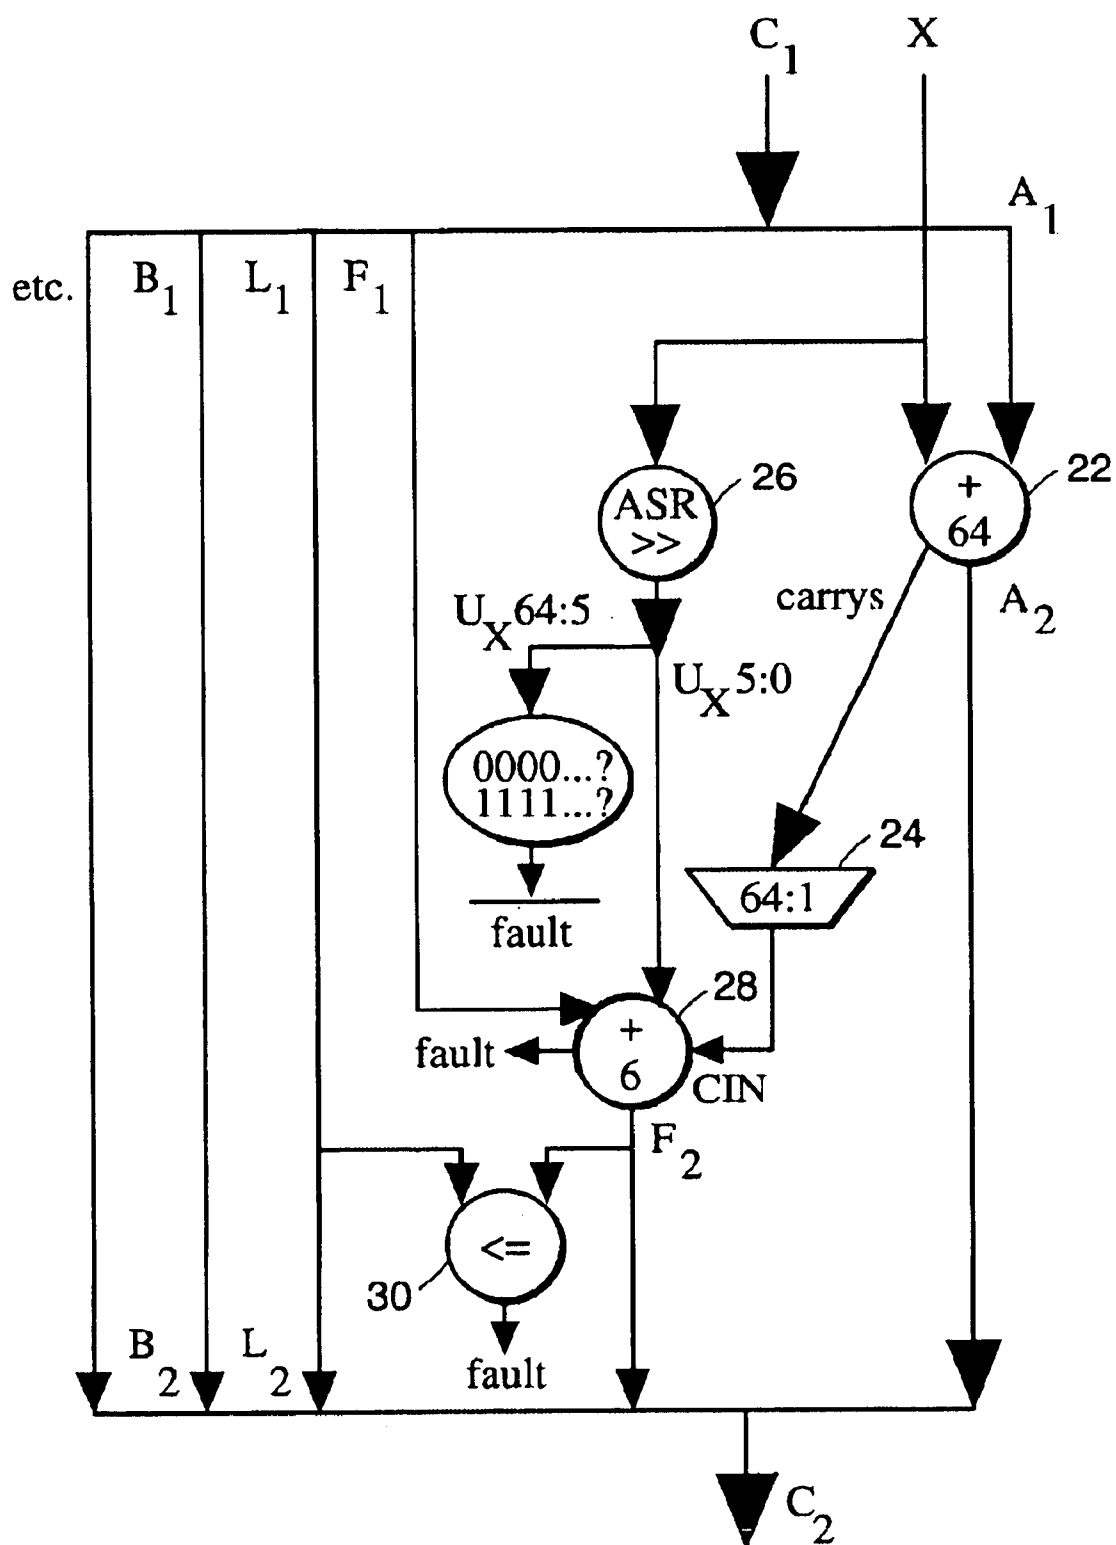 C1 X
A1
etc. B1 L1 F1
26
22
ASR
>>
+
64
UX64:5
carrys
A2
UX5:0
0000...?
1111...?
24
64:1
fault
28
+
6
fault
CIN
F2
<=
30
B2 L2
fault
C2